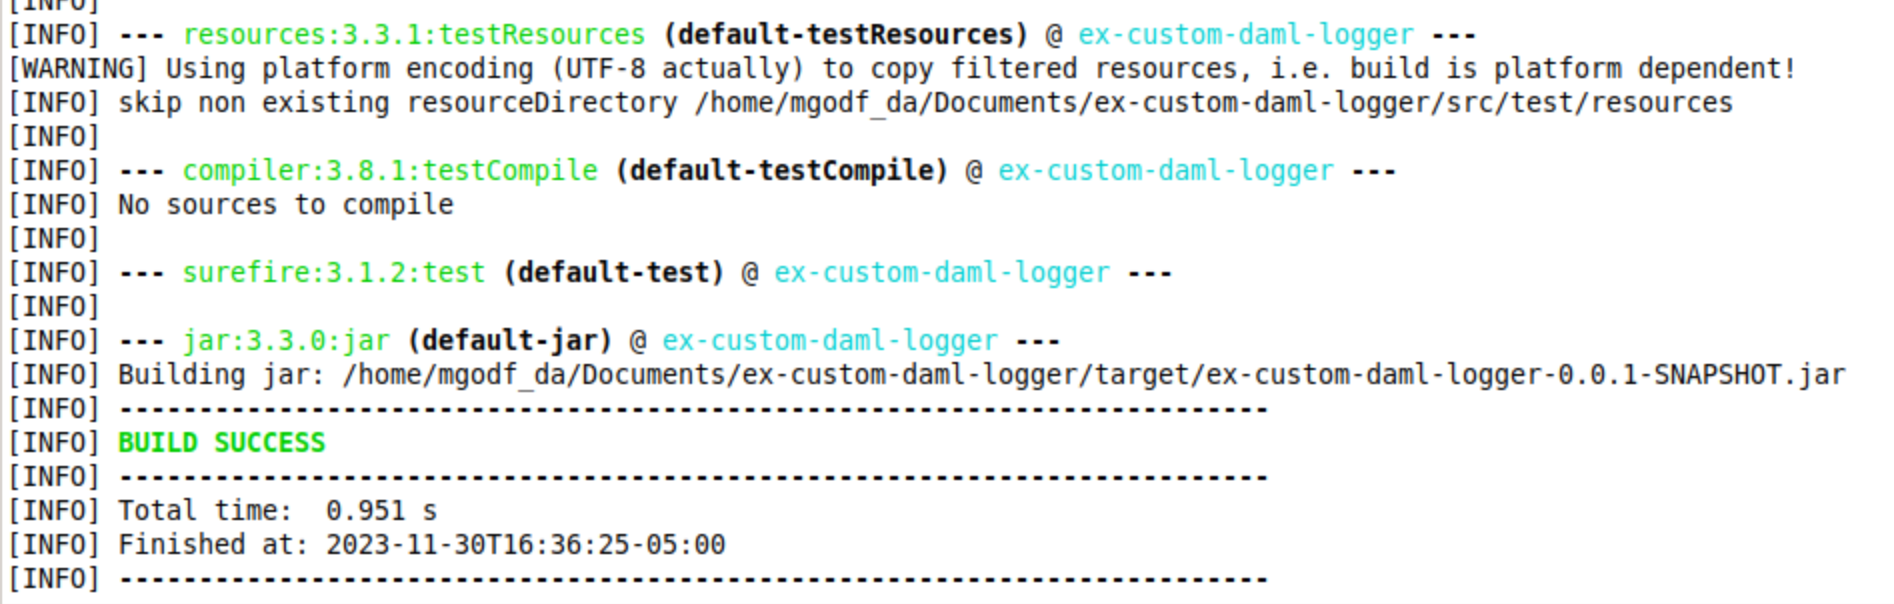 [INFO]
[INFO] --- resources:3.3.1:testResources (default-testResources) @ ex-custom-daml-logger ---
[WARNING] Using platform encoding (UTF-8 actually) to copy filtered resources, i.e. build is platform dependent!
[INFO] skip non existing resourceDirectory /home/mgodf_da/Documents/ex-custom-daml-logger/src/test/resources
[INFO]
[INFO] --- compiler:3.8.1:testCompile (default-testCompile) @ ex-custom-daml-logger ---
[INFO] No sources to compile
[INFO]
[INFO] --- surefire:3.1.2:test (default-test) @ ex-custom-daml-logger ---
[INFO]
[INFO] --- jar:3.3.0:jar (default-jar) @ ex-custom-daml-logger ---
[INFO] Building jar: /home/mgodf_da/Documents/ex-custom-daml-logger/target/ex-custom-daml-logger-0.0.1-SNAPSHOT.jar
[INFO] ------------------------------------------------------------------------
[INFO] BUILD SUCCESS
[INFO] ------------------------------------------------------------------------
[INFO] Total time:  0.951 s
[INFO] Finished at: 2023-11-30T16:36:25-05:00
[INFO] ------------------------------------------------------------------------